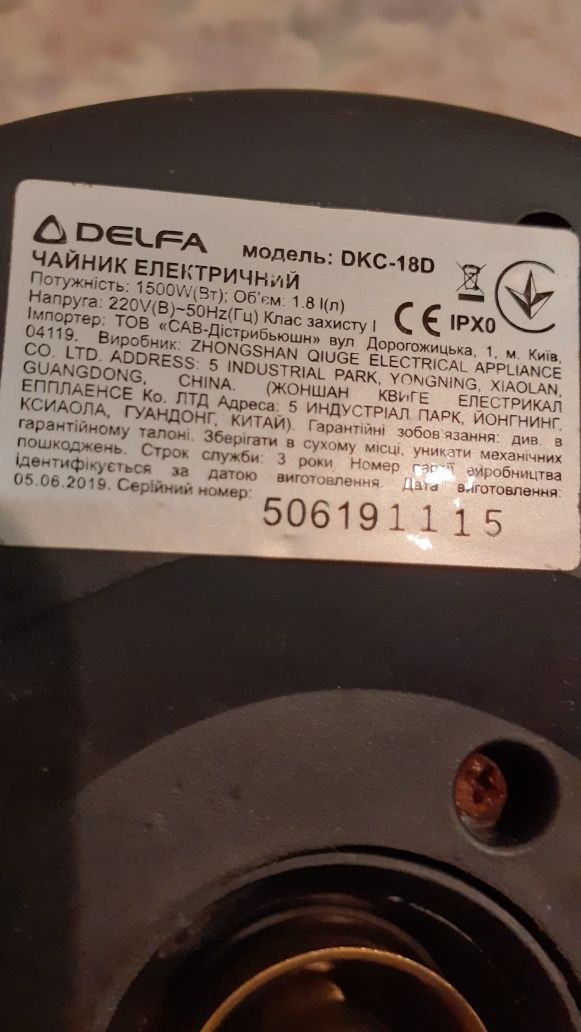 DELFA модель: DKC-18D
ЧАЙНИК ЕЛЕКТРИЧНИЙ
Потужність: 1500W(Вт); Об'єм: 1.8 l(л)
Напруга: 220V(В)~50Hz(Гц) Клас захисту I CE IPX0
Імпортер: ТОВ «САВ-Дістрибьюшн» вул Дорогожицька, 1, м. Київ,
04119. Виробник: ZHONGSHAN QIUGE ELECTRICAL APPLIANCE
CO. LTD. ADDRESS: 5 INDUSTRIAL PARK, YONGNING, XIAOLAN,
GUANGDONG, CHINA. (ЖОНШАН КВИГЕ ЕЛЕКТРИКАЛ
ЕППЛАЕНСЕ Ко. ЛТД Адреса: 5 ИНДУСТРІАЛ ПАРК, ЙОНГНИНГ,
КСИАОЛА, ГУАНДОНГ, КИТАЙ). Гарантійні зобов'язання: див. в
гарантійному талоні. Зберігати в сухому місці, уникати механічних
пошкоджень. Строк служби: 3 роки. Номер партії виробництва
ідентифікується за датою виготовлення. Дата виготовлення:
05.06.2019. Серійний номер:
506191115